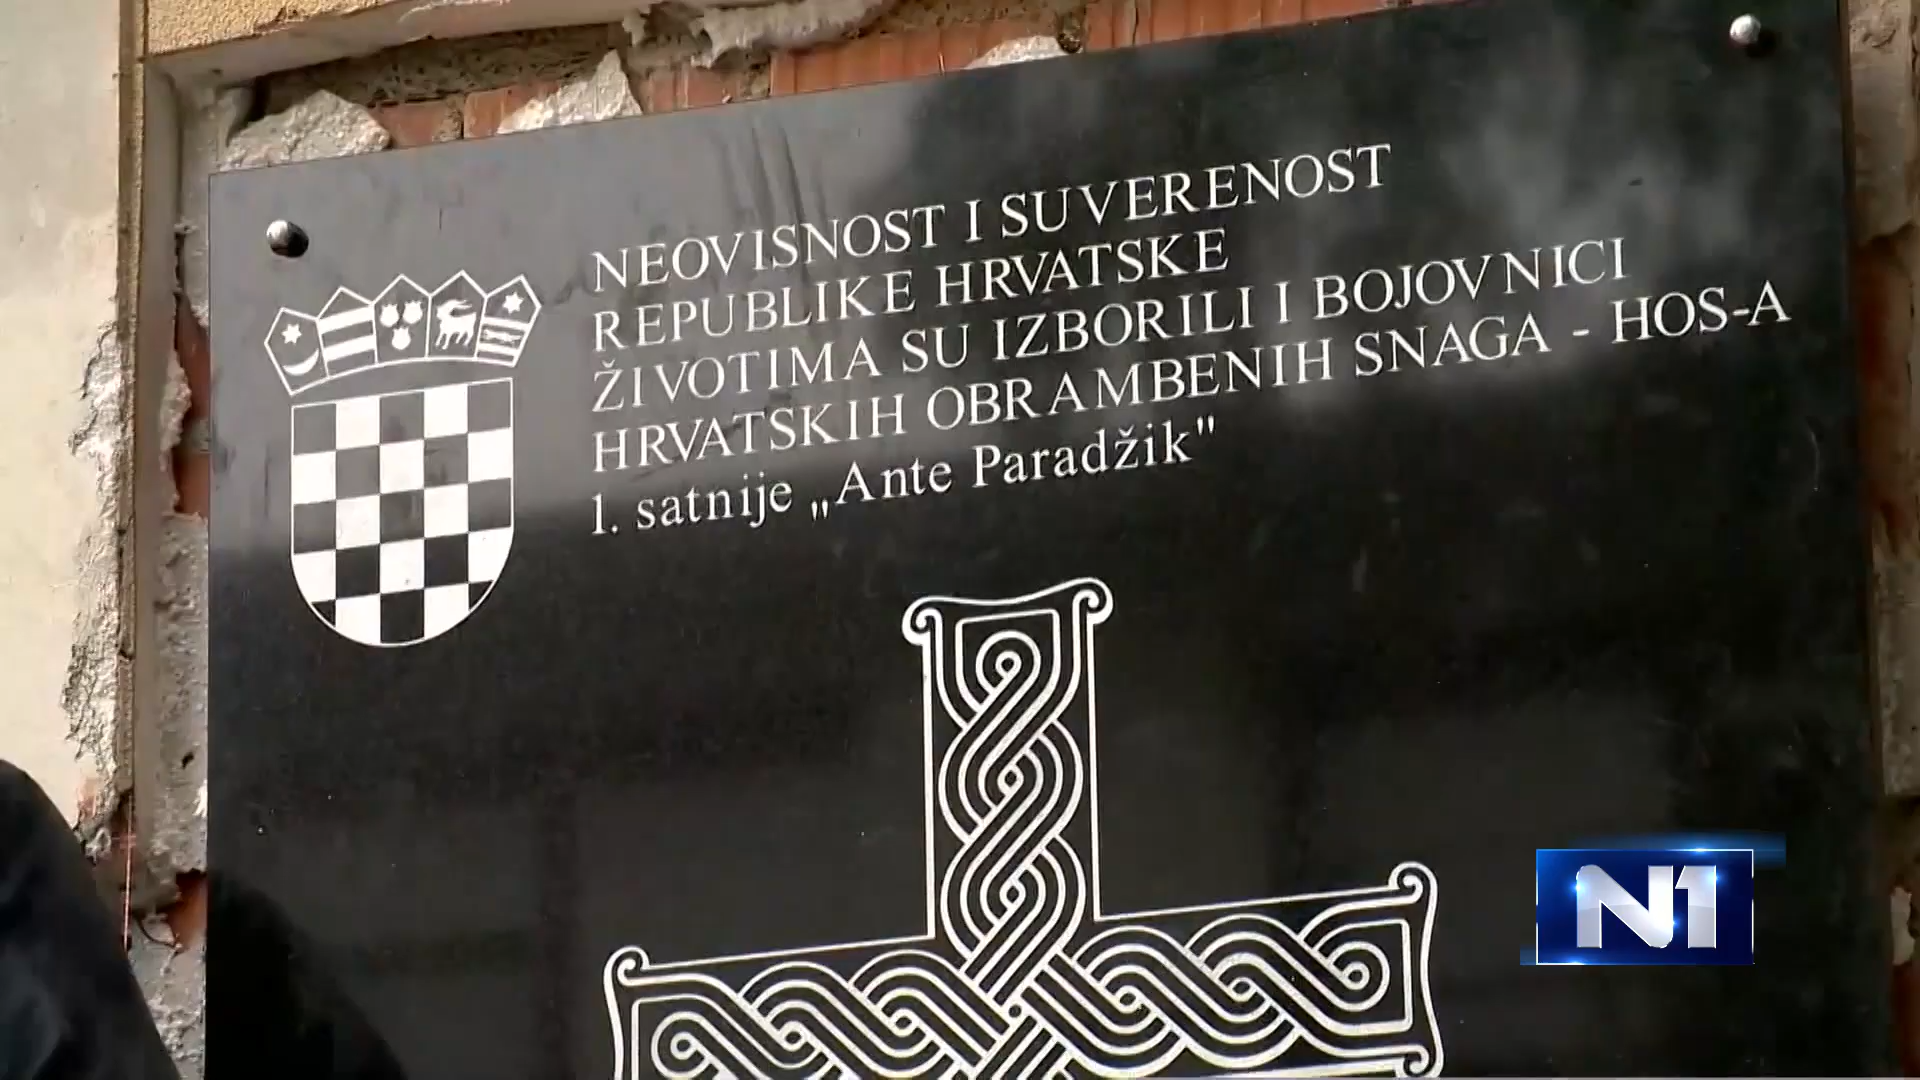 NEOVISNOST I SUVERENOST
REPUBLIKE HRVATSKE
ŽIVOTIMA SU IZBORILI I BOJOVNICI
HRVATSKIH OBRAMBENIH SNAGA - HOS-A
1. satnije „Ante Paradžik"
N1